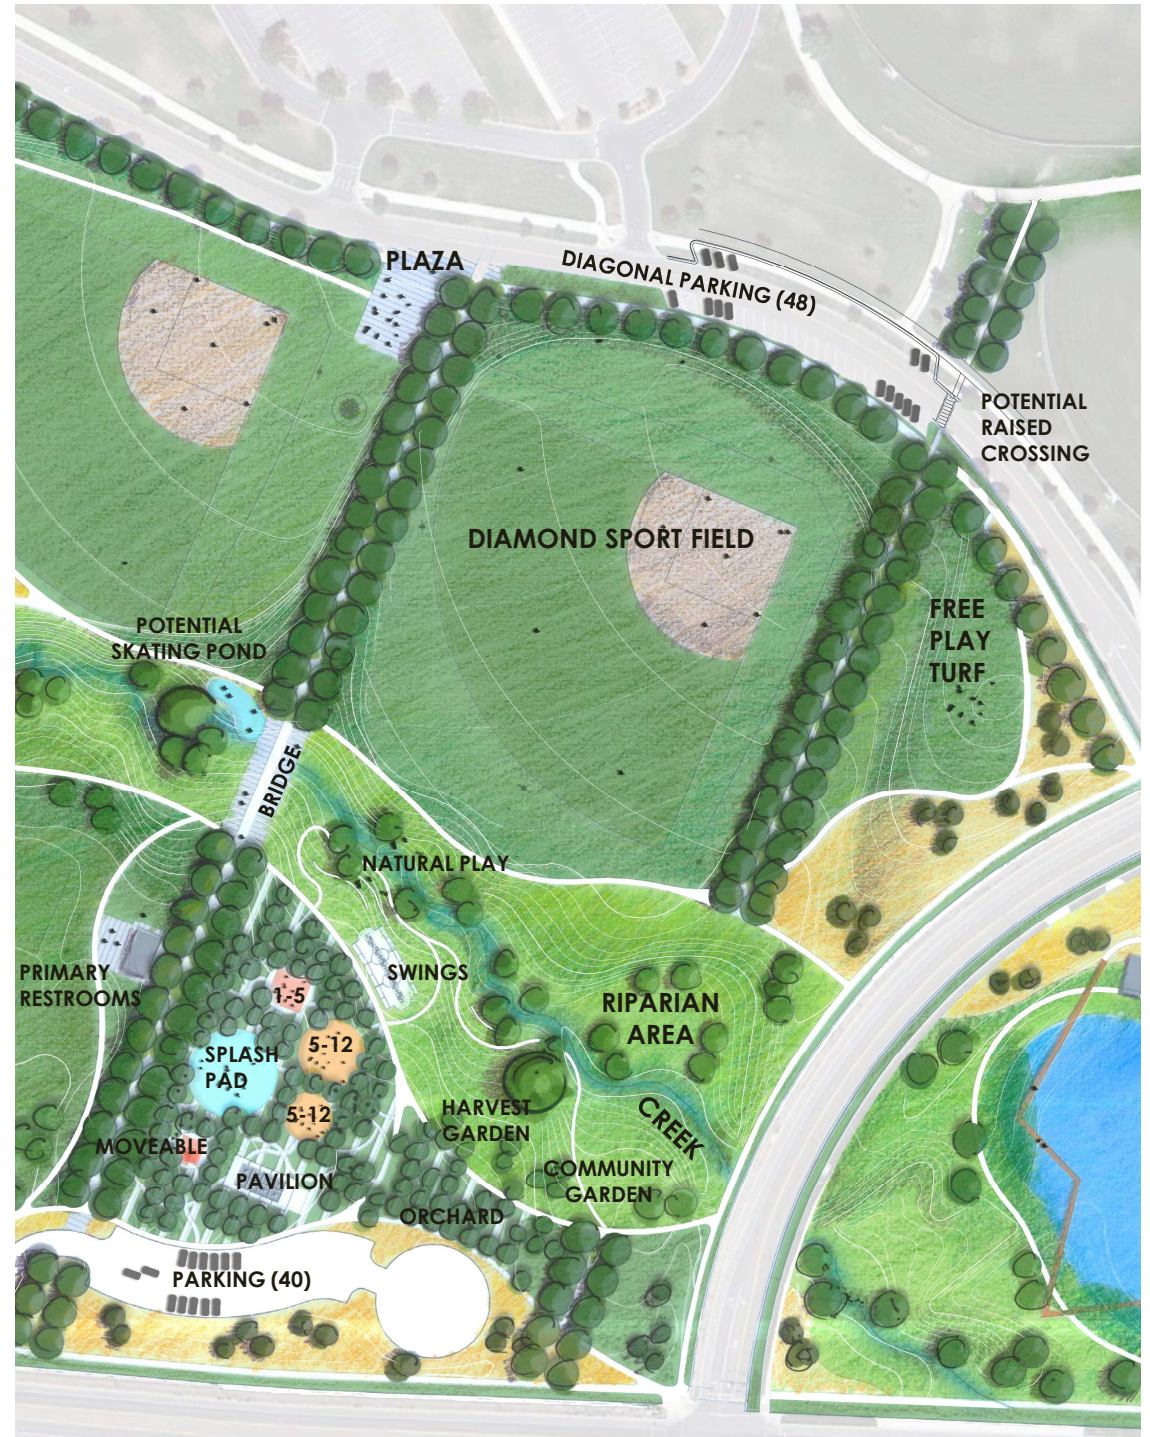 PLAZA
DIAGONAL PARKING (48)
POTENTIAL
RAISED
CROSSING
DIAMOND SPORT FIELD
FREE
PLAY
TURF
POTENTIAL
SKATING POND
BRIDGE
NATURAL PLAY
SWINGS
PRIMARY
RESTROOMS
1-5
RIPARIAN
AREA
5-12
SPLASH
PAD
5-12
HARVEST
GARDEN
CREEK
MOVEABLE
COMMUNITY
GARDEN
PAVILION
ORCHARD
PARKING (40)